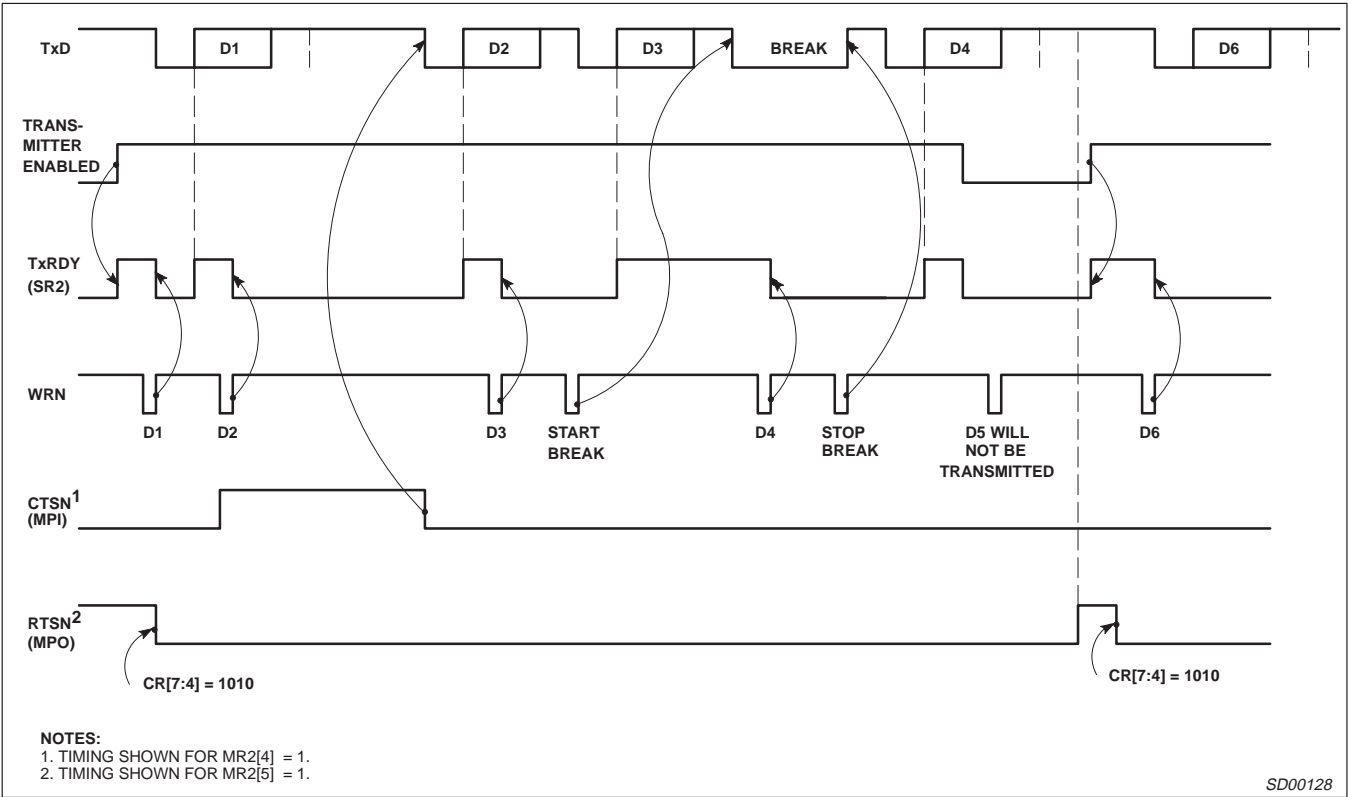 TxD D1 D2 D3 BREAK D4 D6
TRANS-
MITTER
ENABLED
TxRDY
(SR2)
WRN
D1 D2 D3 START BREAK D4 STOP BREAK D5 WILL NOT BE TRANSMITTED D6
CTSN1
(MPI)
RTSN2
(MPO)
CR[7:4] = 1010 CR[7:4] = 1010
NOTES:
1. TIMING SHOWN FOR MR2[4] = 1.
2. TIMING SHOWN FOR MR2[5] = 1.
SD00128